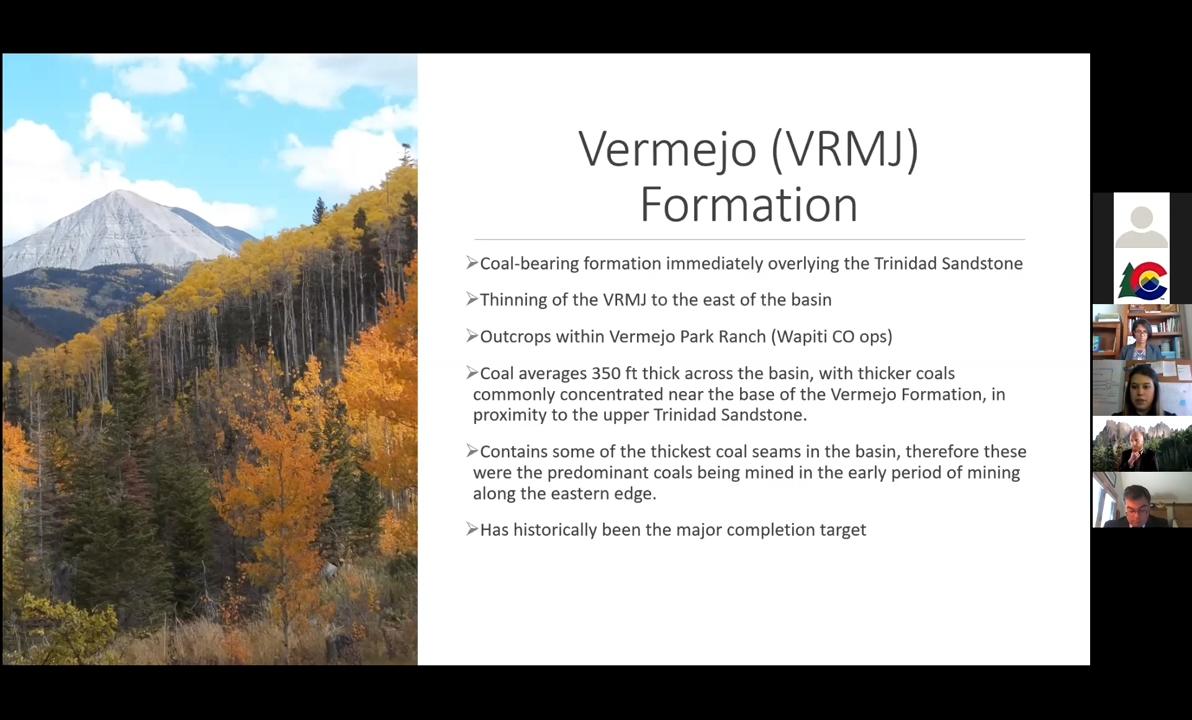 Vermejo (VRMJ)
Formation
➢Coal-bearing formation immediately overlying the Trinidad Sandstone
➢Thinning of the VRMJ to the east of the basin
➢Outcrops within Vermejo Park Ranch (Wapiti CO ops)
➢Coal averages 350 ft thick across the basin, with thicker coals
commonly concentrated near the base of the Vermejo Formation, in
proximity to the upper Trinidad Sandstone.
➢Contains some of the thickest coal seams in the basin, therefore these
were the predominant coals being mined in the early period of mining
along the eastern edge.
➢Has historically been the major completion target